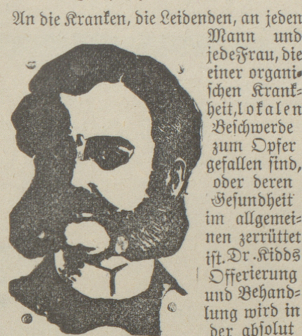 An die Kranken, die Leidenden, an jeden
Mann und
jede Frau, die
einer organi-
schen Krank-
heit, lokalen
Beschwerde
zum Opfer
gefallen sind,
oder deren
Gesundheit
im allgemei-
nen zerrüttet
ist. Dr. Kidds
Offerierung
und Behand-
lung wird in
der absolut